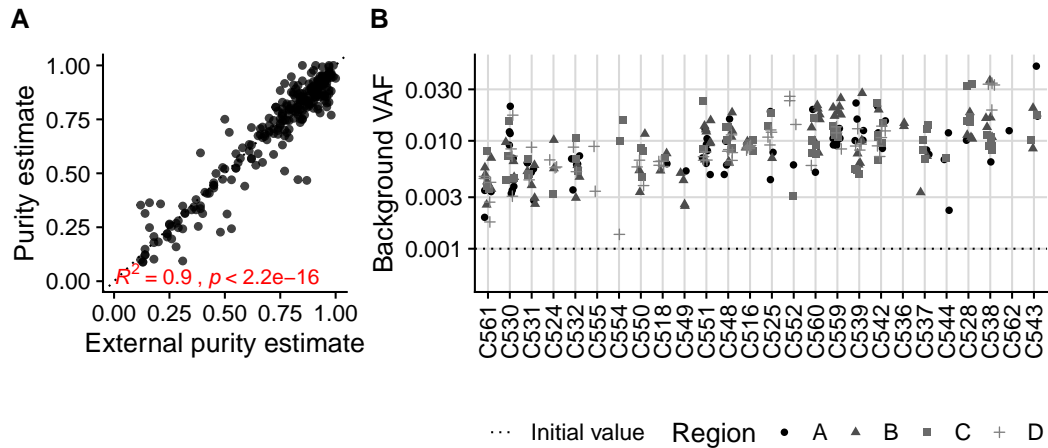 A
B
Purity estimate
1.00
0.75
0.50
0.25
0.00
R² = 0.9 , p < 2.2e−16
0.00 0.25 0.50 0.75 1.00
External purity estimate
Background VAF
0.030
0.010
0.003
0.001
C561 C530 C531 C524 C532 C555 C554 C550 C518 C549 C551 C548 C516 C525 C552 C560 C559 C539 C542 C536 C537 C544 C528 C538 C562 C543
Initial value Region A B C D